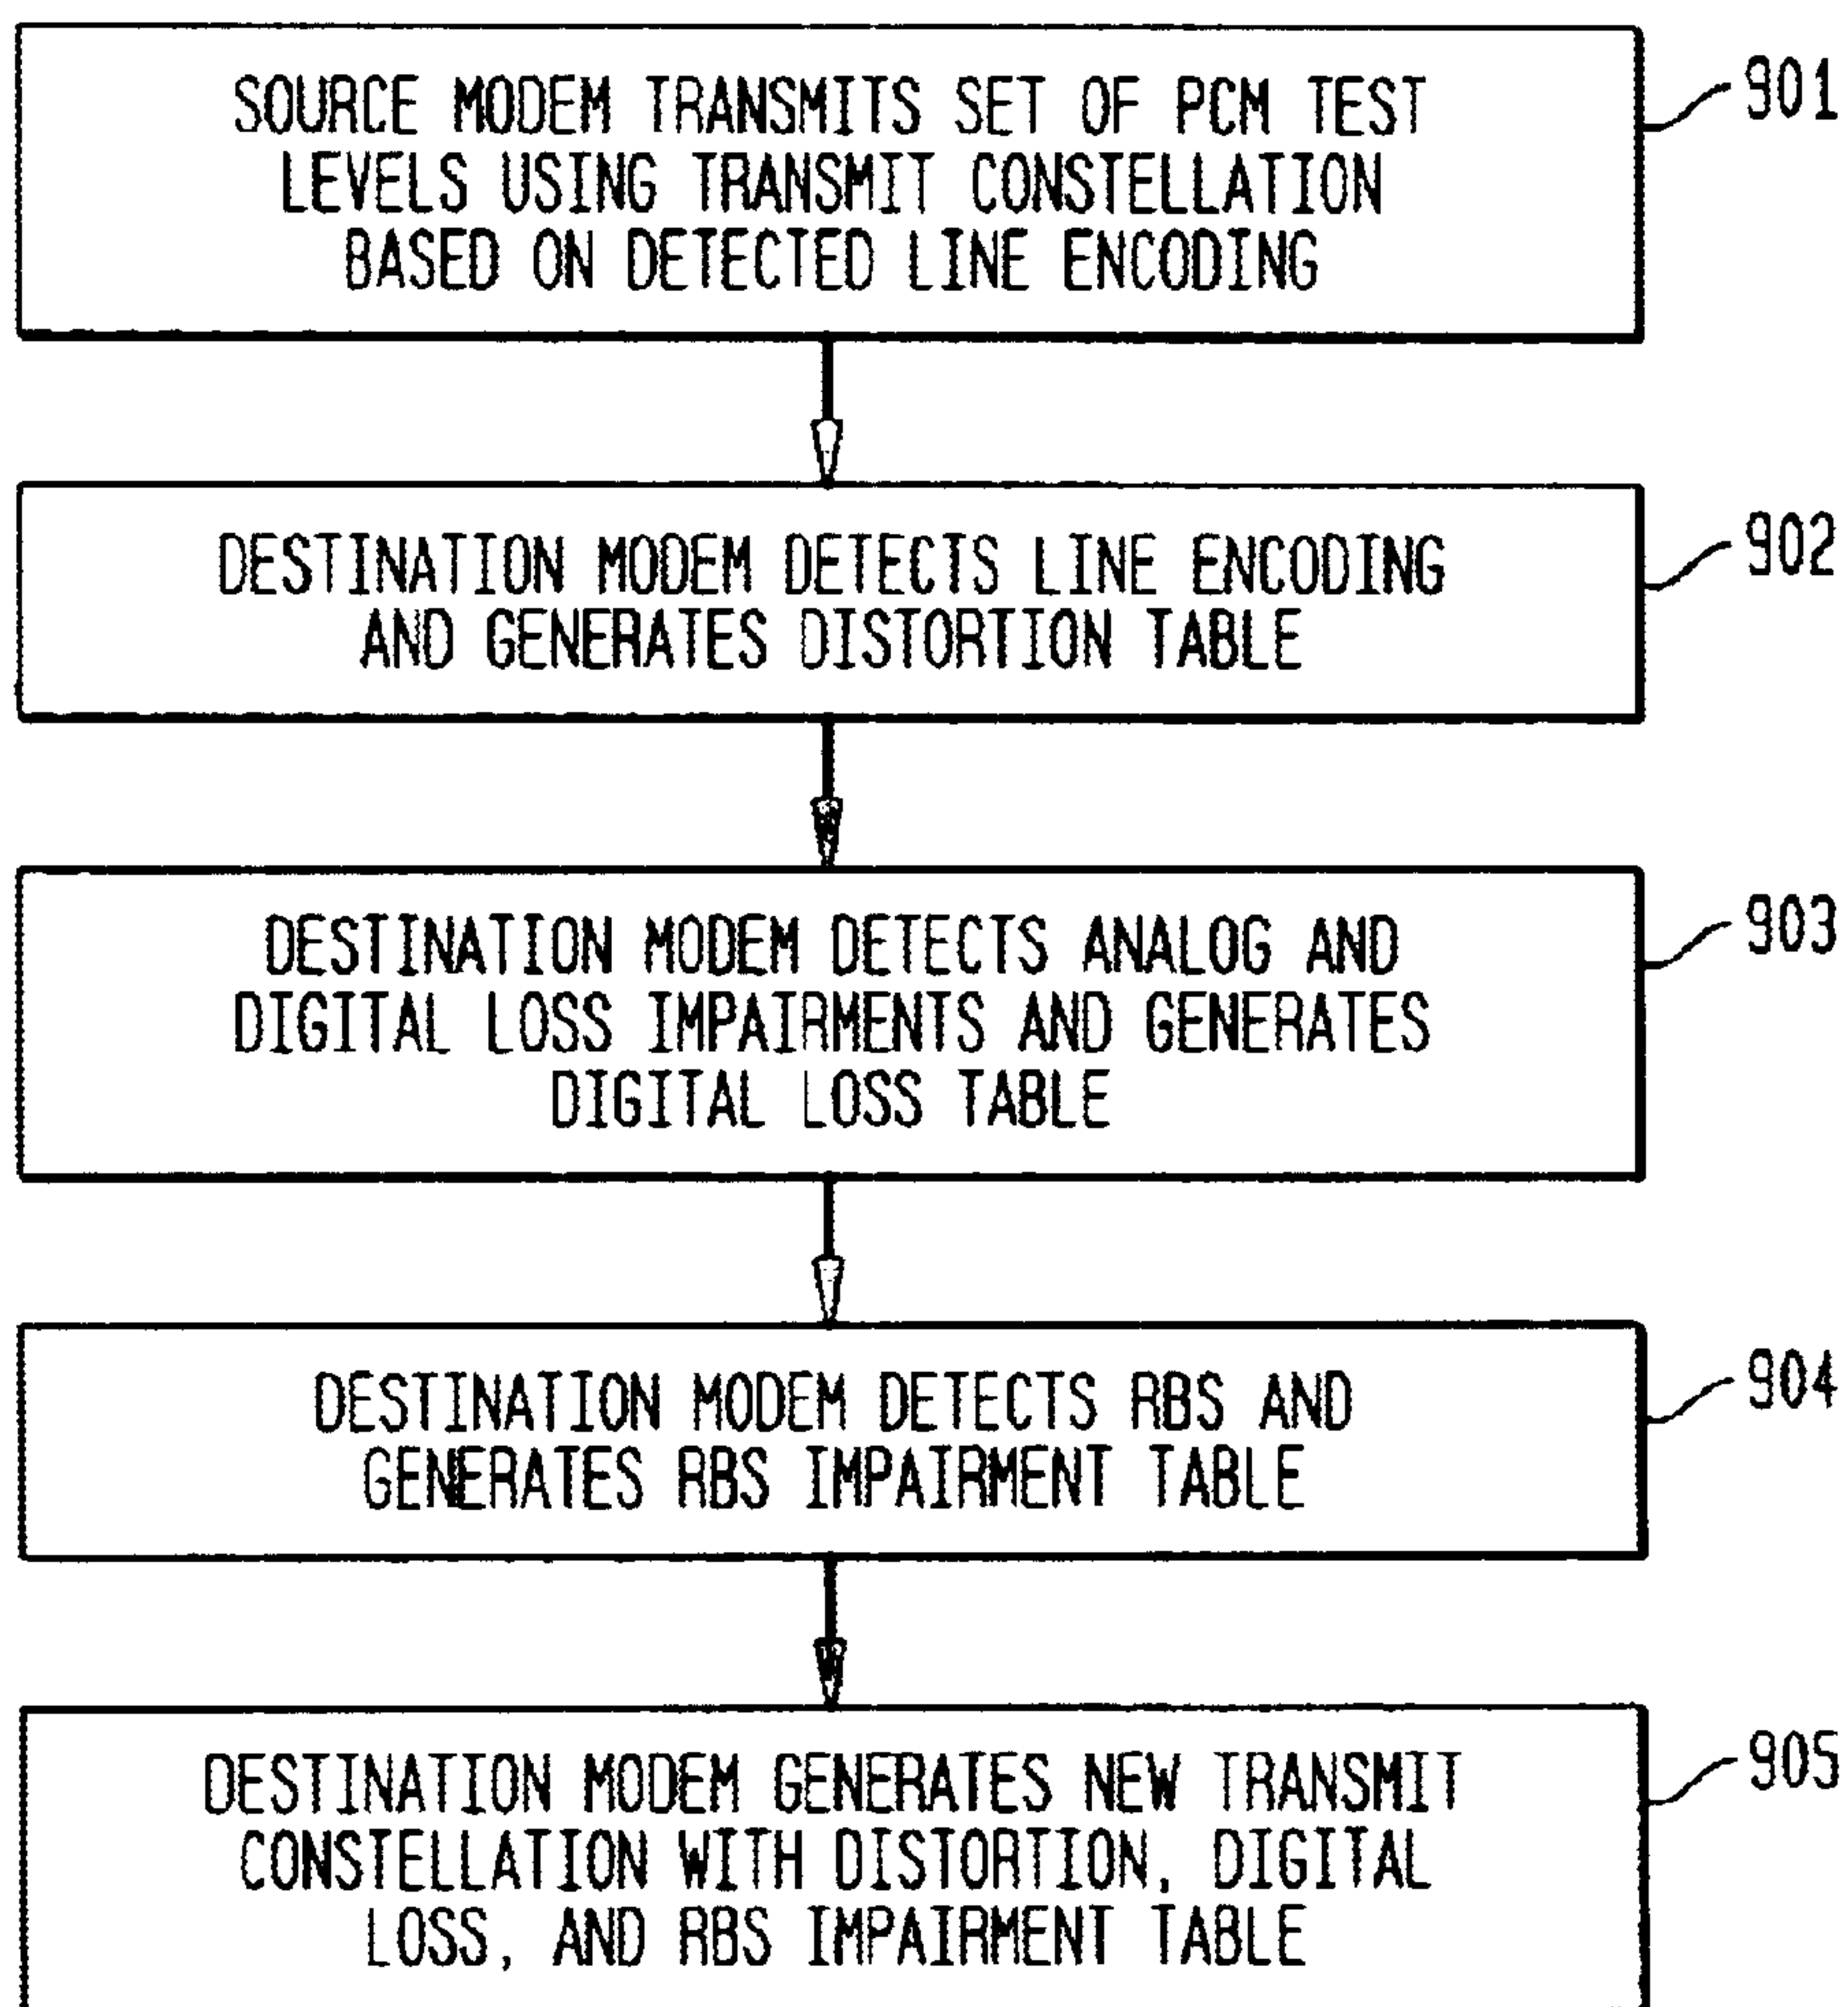 SOURCE MODEM TRANSMITS SET OF PCM TEST
LEVELS USING TRANSMIT CONSTELLATION
BASED ON DETECTED LINE ENCODING
901
DESTINATION MODEM DETECTS LINE ENCODING
AND GENERATES DISTORTION TABLE
902
DESTINATION MODEM DETECTS ANALOG AND
DIGITAL LOSS IMPAIRMENTS AND GENERATES
DIGITAL LOSS TABLE
903
DESTINATION MODEM DETECTS RBS AND
GENERATES RBS IMPAIRMENT TABLE
904
DESTINATION MODEM GENERATES NEW TRANSMIT
CONSTELLATION WITH DISTORTION, DIGITAL
LOSS, AND RBS IMPAIRMENT TABLE
905